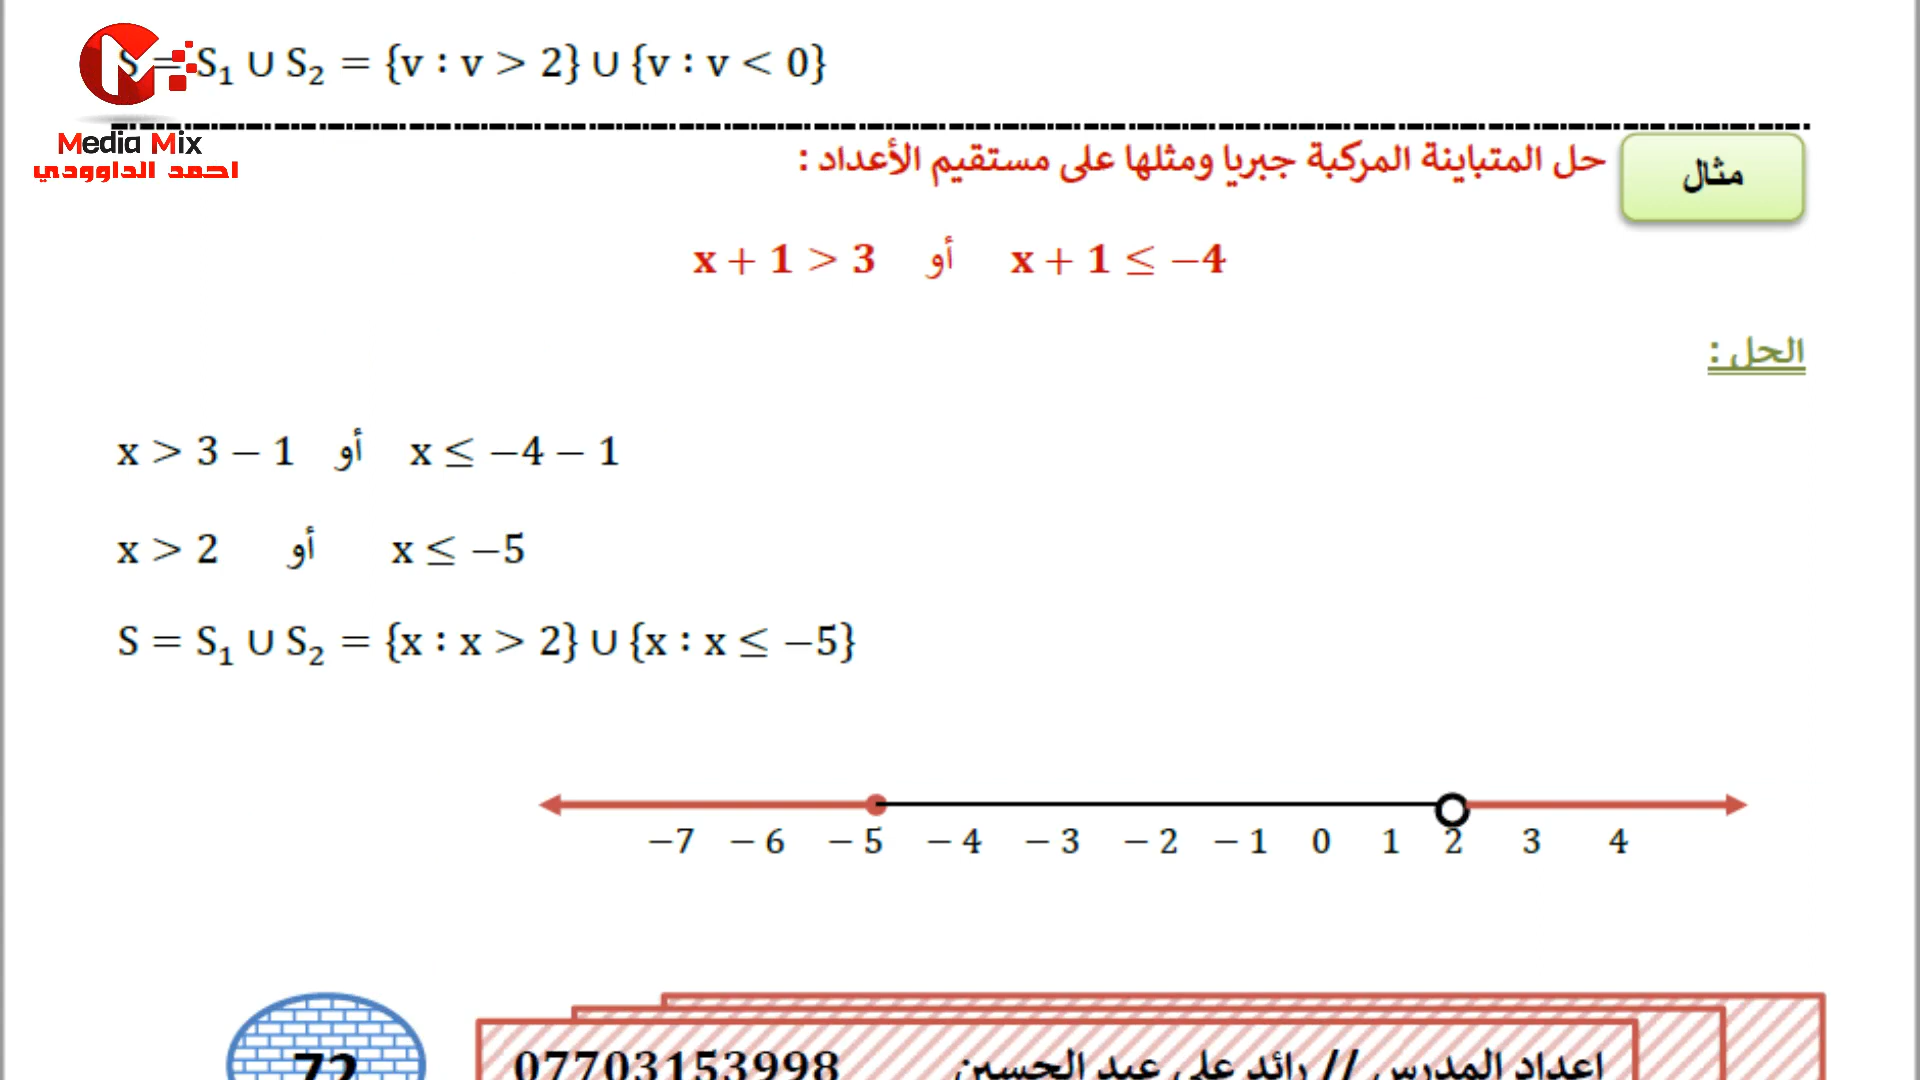 S = S₁ ∪ S₂ = {v : v > 2} ∪ {v : v < 0}
Media Mix
احمد الداوودي
مثال
حل المتباينة المركبة جبريا ومثلها على مستقيم الأعداد :
x + 1 > 3 أو x + 1 ≤ −4
الحل :
x > 3 − 1 أو x ≤ −4 − 1
x > 2 أو x ≤ −5
S = S₁ ∪ S₂ = {x : x > 2} ∪ {x : x ≤ −5}
−7 − 6 − 5 − 4 − 3 − 2 − 1 0 1 2 3 4
72
اعداد المدرس // رائد علي عبد الحسين 07703153998